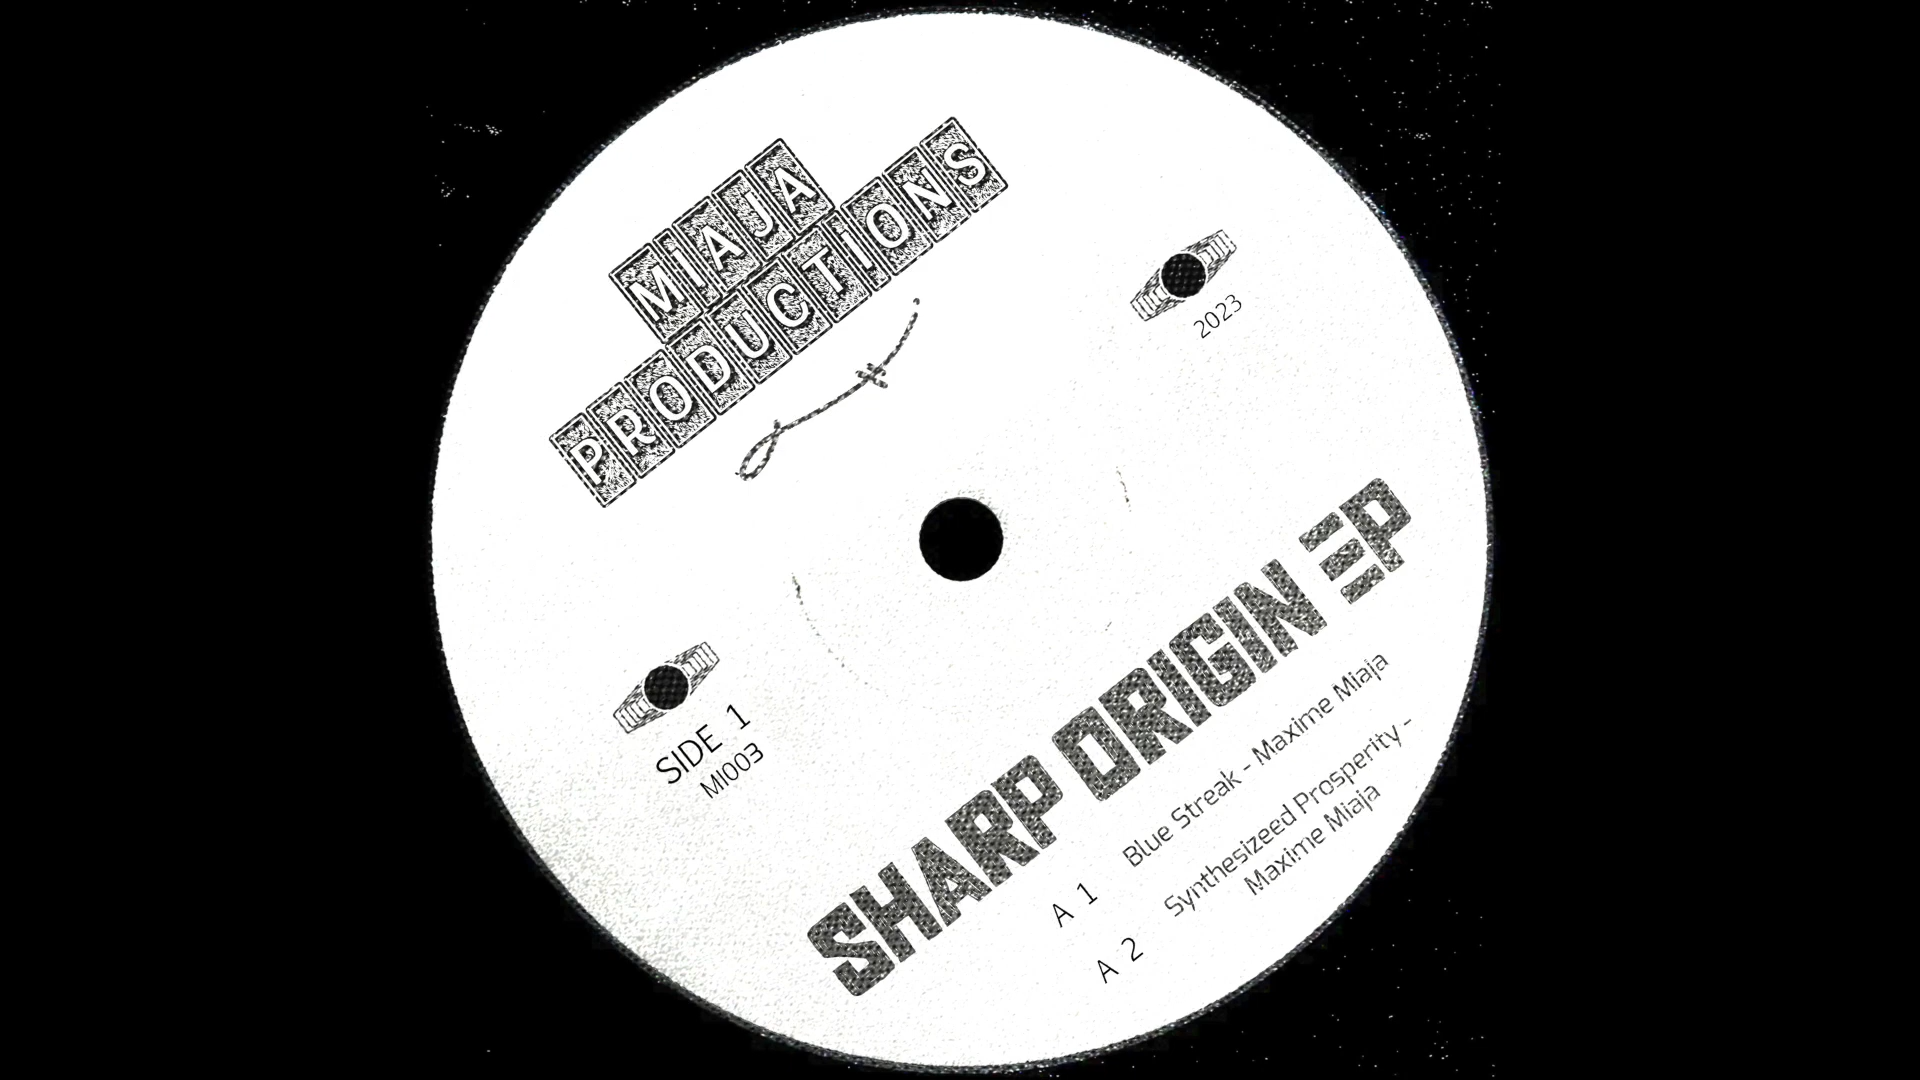 MIAJA
PRODUCTIONS
2023
SIDE 1
MI003
SHARP ORIGIN EP
A 1 Blue Streak - Maxime Miaja
A 2 Synthesizeed Prosperity -
Maxime Miaja